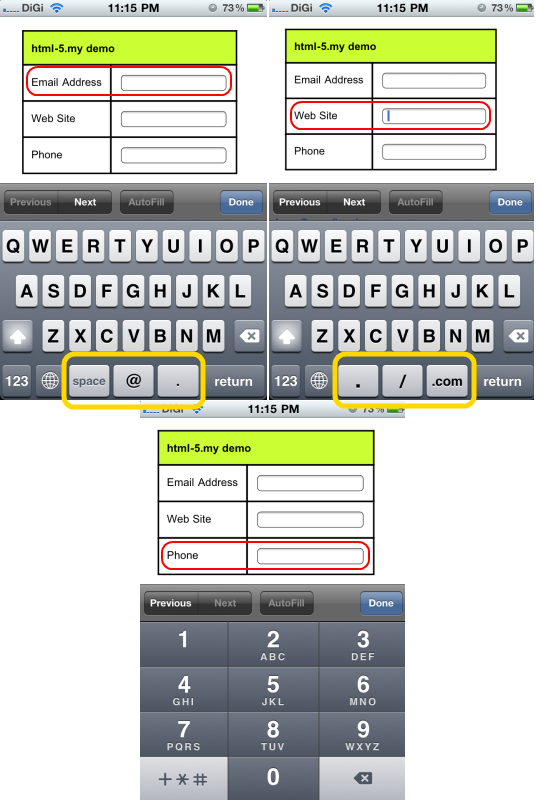 DiGi 11:15 PM 73%
html-5.my demo
Email Address
Web Site
Phone
Previous Next AutoFill Done
Q W E R T Y U I O P
A S D F G H J K L
Z X C V B N M
123 space @ . return
DiGi 11:15 PM 73%
html-5.my demo
Email Address
Web Site
Phone
Previous Next AutoFill Done
Q W E R T Y U I O P
A S D F G H J K L
Z X C V B N M
123 . / .com return
DiGi 11:15 PM 73%
html-5.my demo
Email Address
Web Site
Phone
Previous Next AutoFill Done
1 2 3
ABC DEF
4 5 6
GHI JKL MNO
7 8 9
PQRS TUV WXYZ
+*# 0